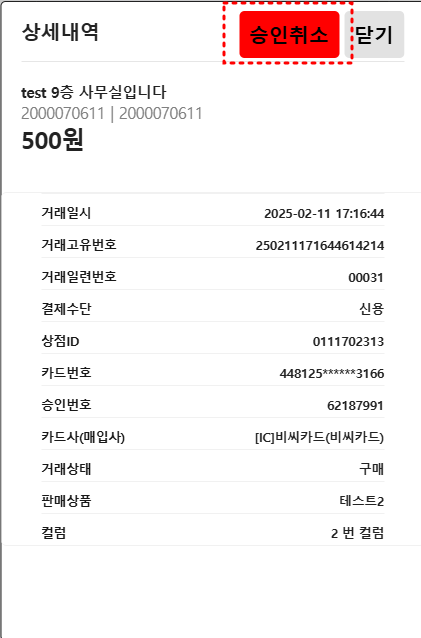 상세내역 승인취소 닫기
test 9층 사무실입니다
2000070611 | 2000070611
500원
거래일시 2025-02-11 17:16:44
거래고유번호 250211171644614214
거래일련번호 00031
결제수단 신용
상점ID 0111702313
카드번호 448125******3166
승인번호 62187991
카드사(매입사) [IC]비씨카드(비씨카드)
거래상태 구매
판매상품 테스트2
컬럼 2 번 컬럼